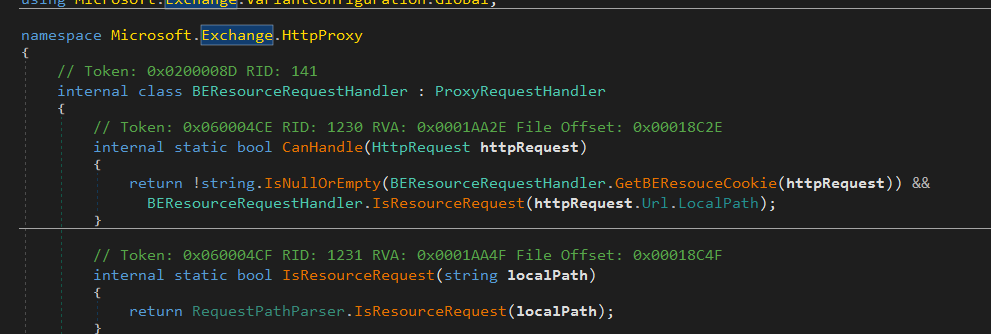 using Microsoft.Exchange.VariantConfiguration.Global;
namespace Microsoft.Exchange.HttpProxy
{
// Token: 0x0200008D RID: 141
internal class BEResourceRequestHandler : ProxyRequestHandler
{
// Token: 0x060004CE RID: 1230 RVA: 0x0001AA2E File Offset: 0x00018C2E
internal static bool CanHandle(HttpRequest httpRequest)
{
return !string.IsNullOrEmpty(BEResourceRequestHandler.GetBEResouceCookie(httpRequest)) &&
BEResourceRequestHandler.IsResourceRequest(httpRequest.Url.LocalPath);
}
// Token: 0x060004CF RID: 1231 RVA: 0x0001AA4F File Offset: 0x00018C4F
internal static bool IsResourceRequest(string localPath)
{
return RequestPathParser.IsResourceRequest(localPath);
}